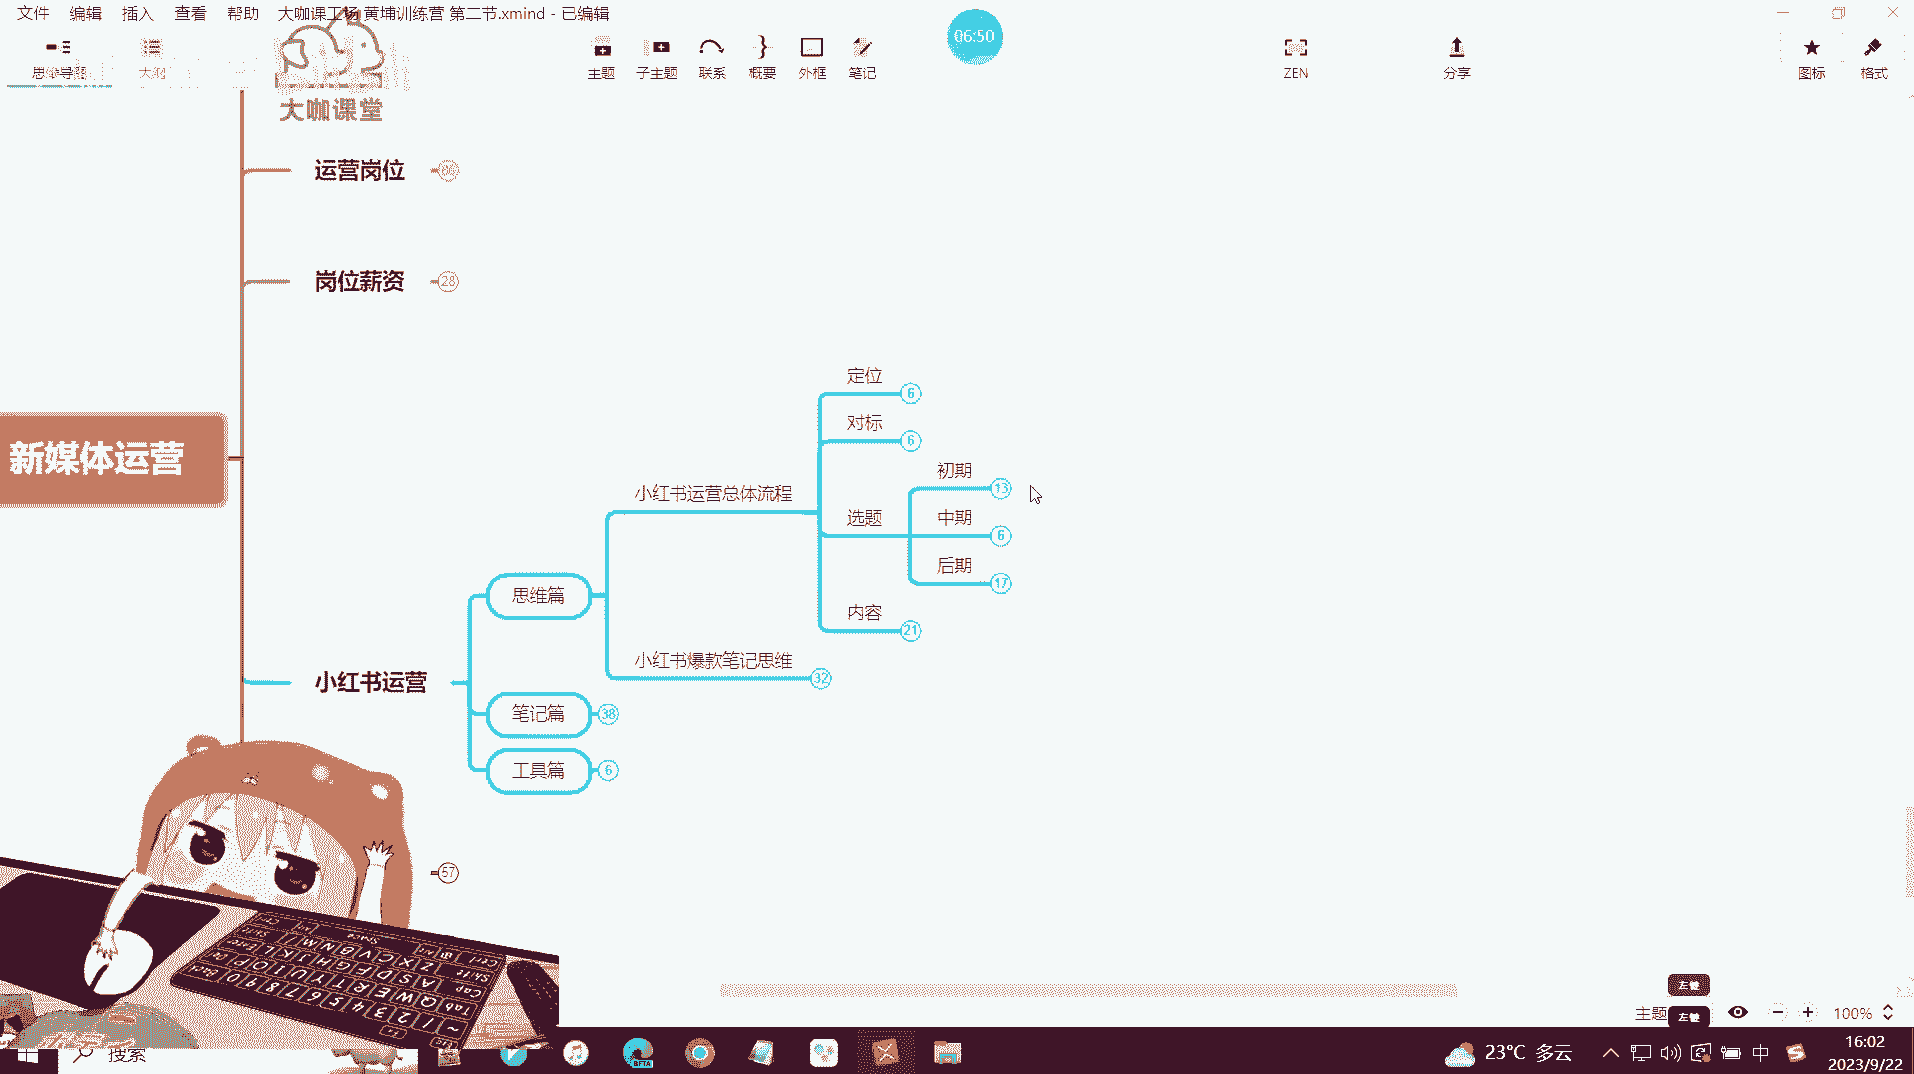 文件 编辑 插入 查看 帮助 大咖课工场 黄埔训练营 第二节.xmind - 已编辑
06:50
思维导图 大纲 主题 子主题 联系 概要 外框 笔记 ZEN 分享 图标 格式
大咖课堂
运营岗位
岗位薪资 28
定位 6
对标 6
新媒体运营
初期 13
小红书运营总体流程
选题 中期 6
后期 17
思维篇
内容 21
小红书爆款笔记思维 32
小红书运营
笔记篇 38
工具篇 6
57
左键
主题 左键 100%
搜索
23°C 多云 中
16:02
2023/9/22